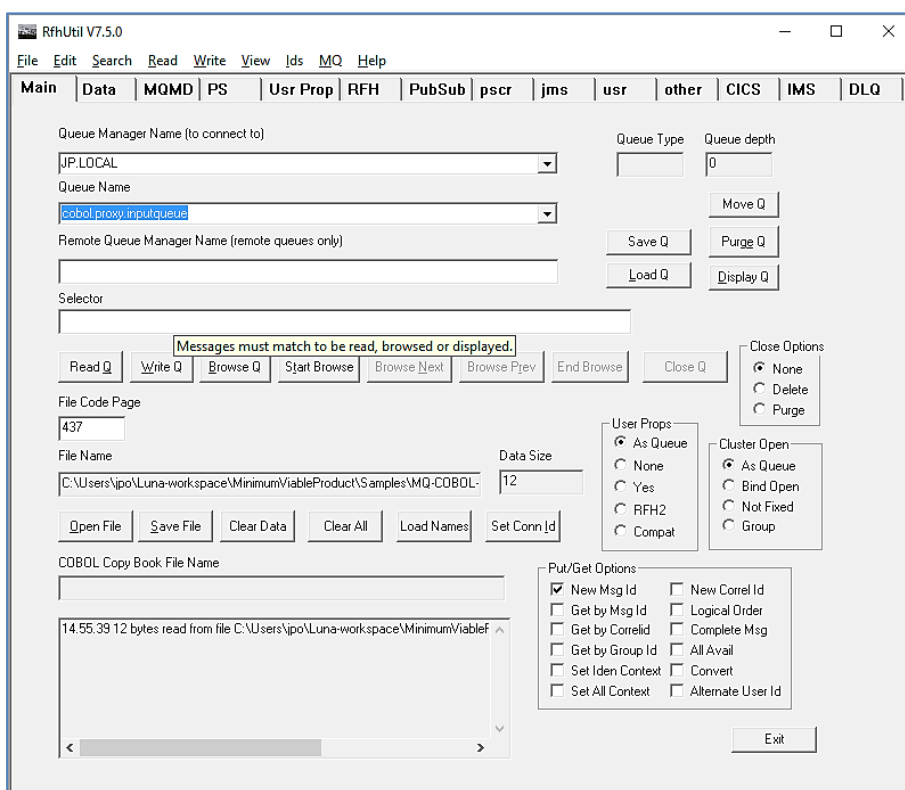 RfhUtil V7.5.0
File Edit Search Read Write View Ids MQ Help
Main Data MQMD PS Usr Prop RFH PubSub pscr jms usr other CICS IMS DLQ
Queue Manager Name (to connect to)
Queue Type Queue depth
JP.LOCAL
0
Queue Name
cobol.proxy.inputqueue
Move Q
Remote Queue Manager Name (remote queues only)
Save Q Purge Q
Load Q Display Q
Selector
Messages must match to be read, browsed or displayed.
Read Q Write Q Browse Q Start Browse Browse Next Browse Prev End Browse Close Q
Close Options
None
Delete
Purge
File Code Page
437
User Props
As Queue
None
Yes
RFH2
Compat
Cluster Open
As Queue
Bind Open
Not Fixed
Group
File Name
Data Size
C:\Users\jpo\Luna-workspace\MinimumViableProduct\Samples\MQ-COBOL-
12
Open File Save File Clear Data Clear All Load Names Set Conn Id
COBOL Copy Book File Name
Put/Get Options
New Msg Id New Correl Id
Get by Msg Id Logical Order
Get by Correlid Complete Msg
Get by Group Id All Avail
Set Iden Context Convert
Set All Context Alternate User Id
14.55.39 12 bytes read from file C:\Users\jpo\Luna-workspace\MinimumViableF
Exit